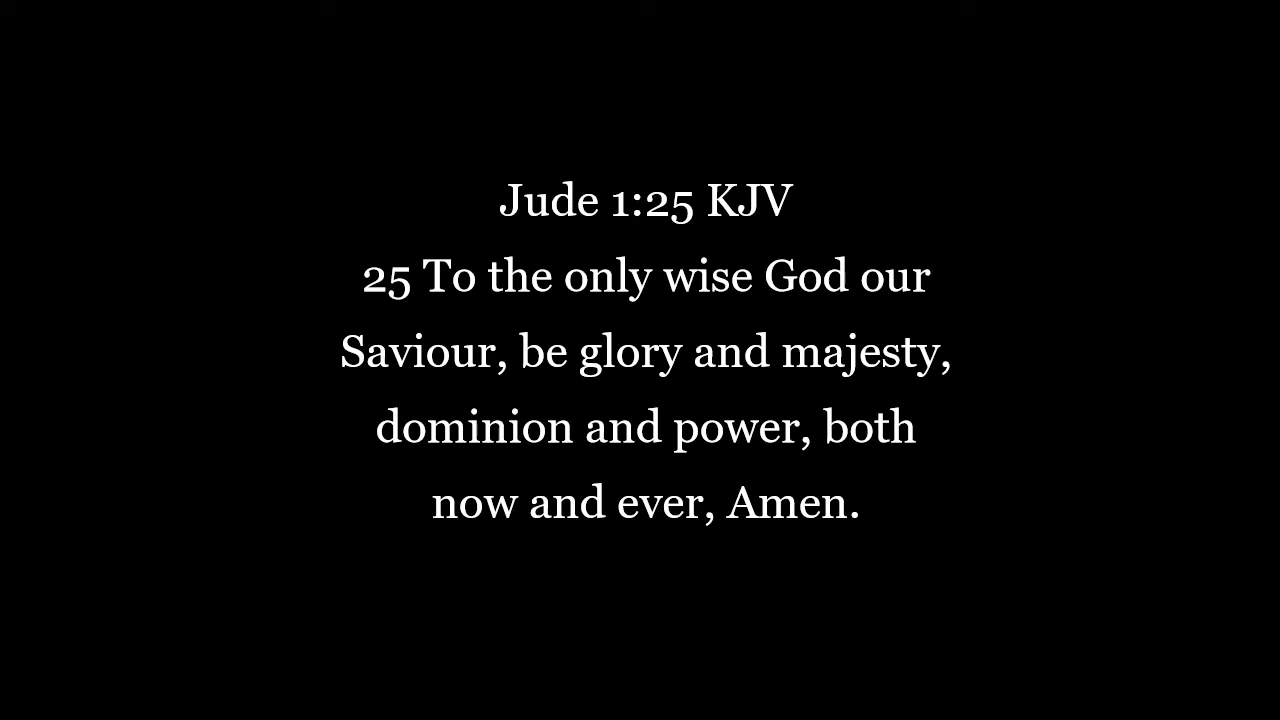 Jude 1:25 KJV
25 To the only wise God our
Saviour, be glory and majesty,
dominion and power, both
now and ever, Amen.